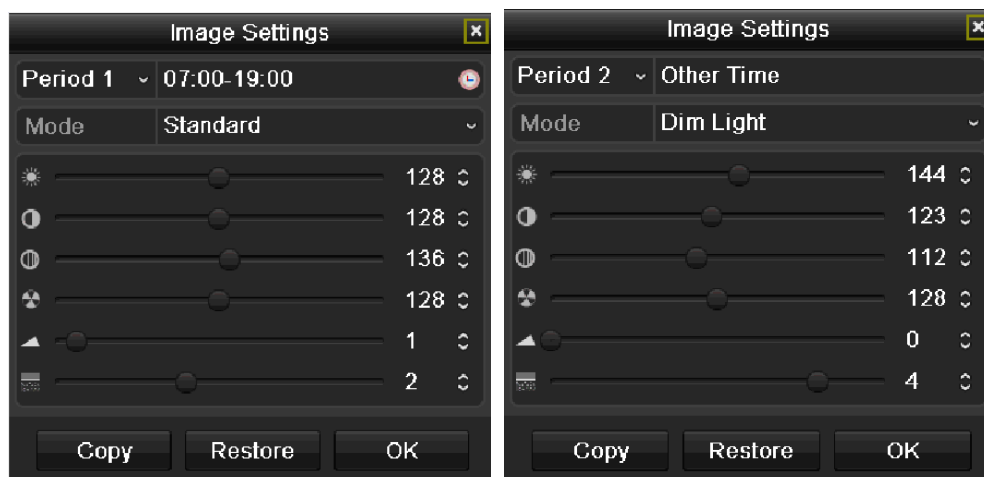 Image Settings
Period 1 07:00-19:00
Mode Standard
128
128
136
128
1
2
Copy Restore OK
Image Settings
Period 2 Other Time
Mode Dim Light
144
123
112
128
0
4
Copy Restore OK